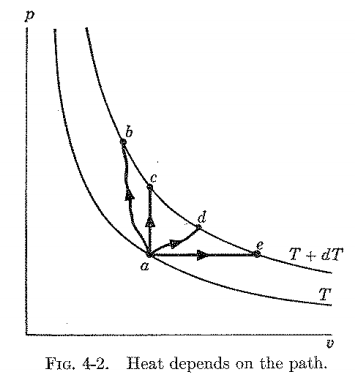 p
b
c
d
e
a
T + dT
T
v
Fig. 4-2. Heat depends on the path.